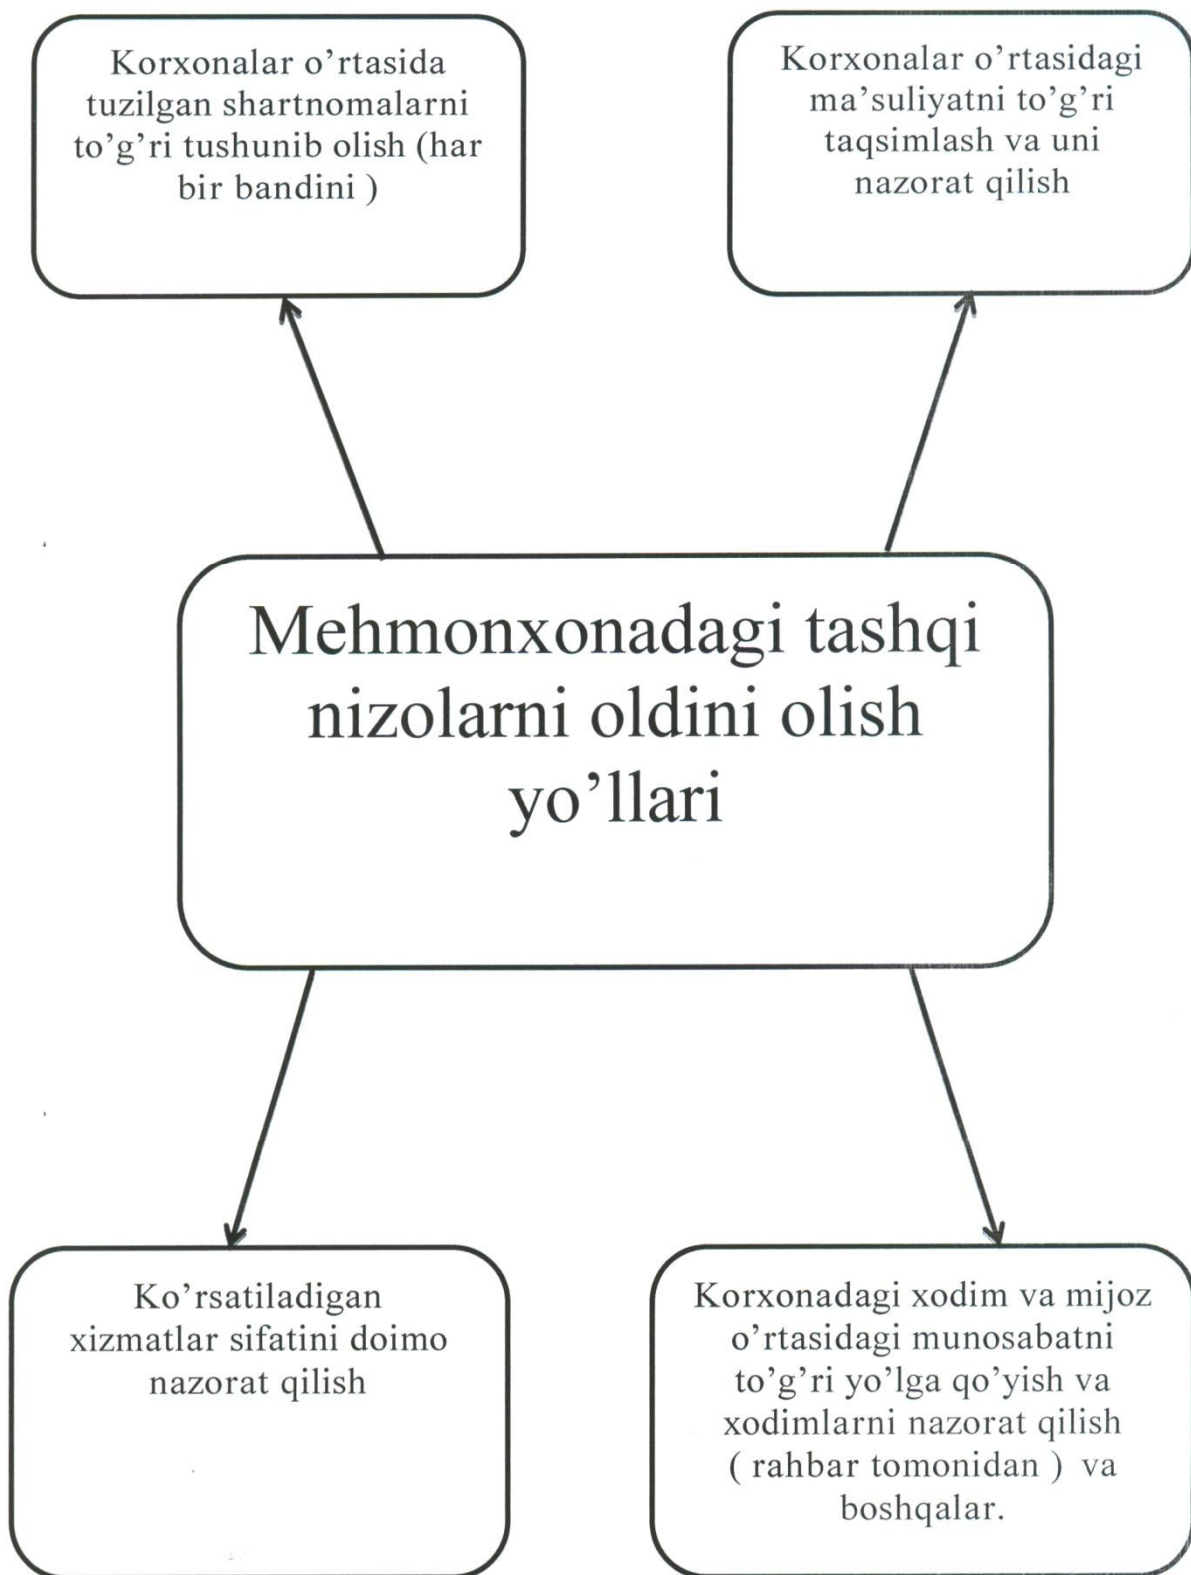 Korxonalar o’rtasida
tuzilgan shartnomalarni
to’g’ri tushunib olish (har
bir bandini )
Korxonalar o’rtasidagi
ma’suliyatni to’g’ri
taqsimlash va uni
nazorat qilish
Mehmonxonadagi tashqi
nizolarni oldini olish
yo’llari
Ko’rsatiladigan
xizmatlar sifatini doimo
nazorat qilish
Korxonadagi xodim va mijoz
o’rtasidagi munosabatni
to’g’ri yo’lga qo’yish va
xodimlarni nazorat qilish
( rahbar tomonidan ) va
boshqalar.